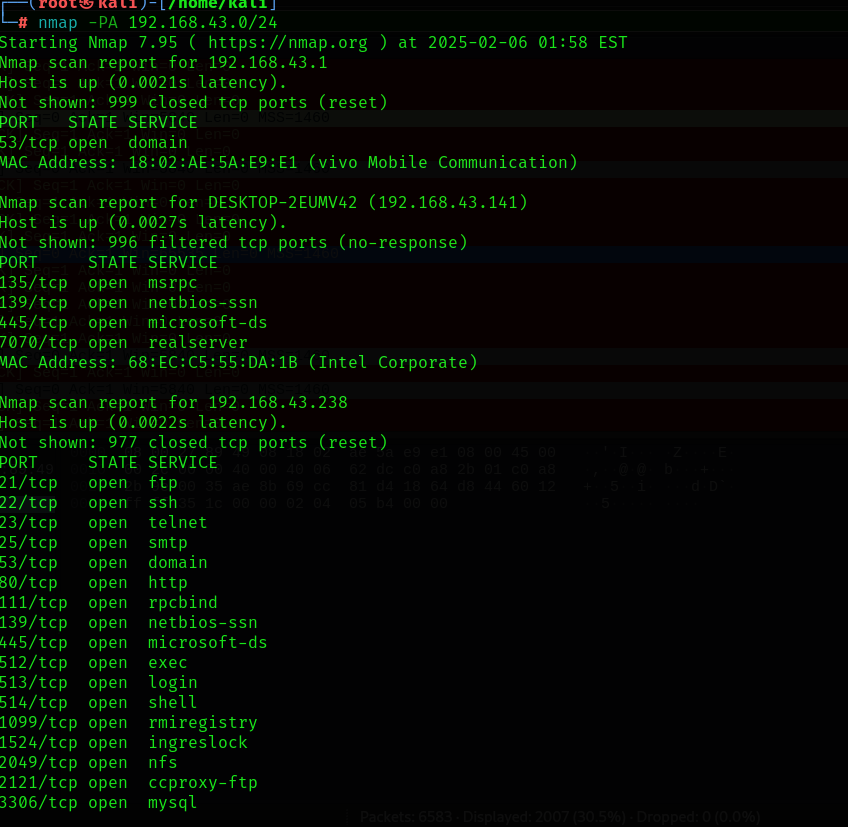 ┌──(root㉿kali)-[/home/kali]
└─# nmap -PA 192.168.43.0/24
Starting Nmap 7.95 ( https://nmap.org ) at 2025-02-06 01:58 EST
Nmap scan report for 192.168.43.1
Host is up (0.0021s latency).
Not shown: 999 closed tcp ports (reset)
PORT   STATE SERVICE
53/tcp open  domain
MAC Address: 18:02:AE:5A:E9:E1 (vivo Mobile Communication)
Nmap scan report for DESKTOP-2EUMV42 (192.168.43.141)
Host is up (0.0027s latency).
Not shown: 996 filtered tcp ports (no-response)
PORT     STATE SERVICE
135/tcp  open  msrpc
139/tcp  open  netbios-ssn
445/tcp  open  microsoft-ds
7070/tcp open  realserver
MAC Address: 68:EC:C5:55:DA:1B (Intel Corporate)
Nmap scan report for 192.168.43.238
Host is up (0.0022s latency).
Not shown: 977 closed tcp ports (reset)
PORT     STATE SERVICE
21/tcp   open  ftp
22/tcp   open  ssh
23/tcp   open  telnet
25/tcp   open  smtp
53/tcp   open  domain
80/tcp   open  http
111/tcp  open  rpcbind
139/tcp  open  netbios-ssn
445/tcp  open  microsoft-ds
512/tcp  open  exec
513/tcp  open  login
514/tcp  open  shell
1099/tcp open  rmiregistry
1524/tcp open  ingreslock
2049/tcp open  nfs
2121/tcp open  ccproxy-ftp
3306/tcp open  mysql
Packets: 6583 · Displayed: 2007 (30.5%) · Dropped: 0 (0.0%)